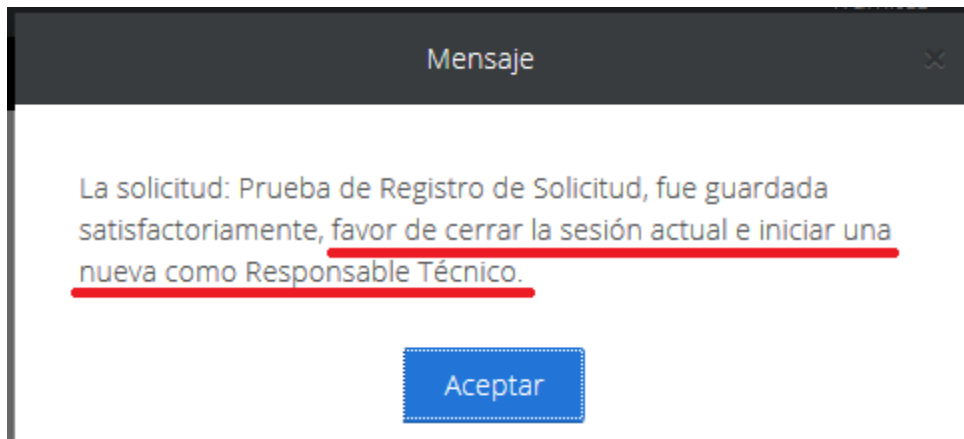 Mensaje
La solicitud: Prueba de Registro de Solicitud, fue guardada
satisfactoriamente, favor de cerrar la sesión actual e iniciar una
nueva como Responsable Técnico.
Aceptar